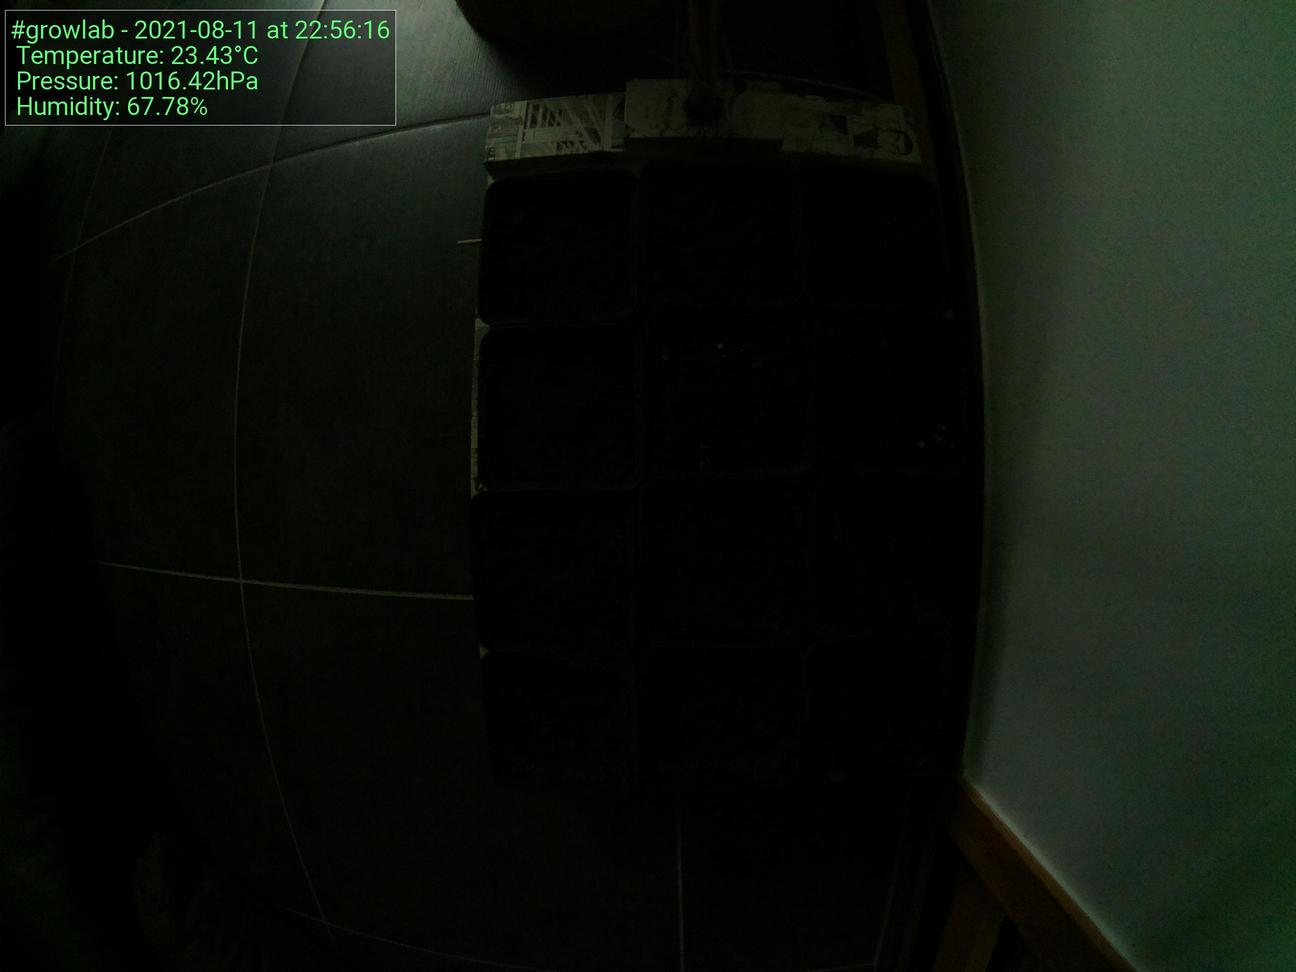 #growlab - 2021-08-11 at 22:56:16
Temperature: 23.43°C
Pressure: 1016.42hPa
Humidity: 67.78%